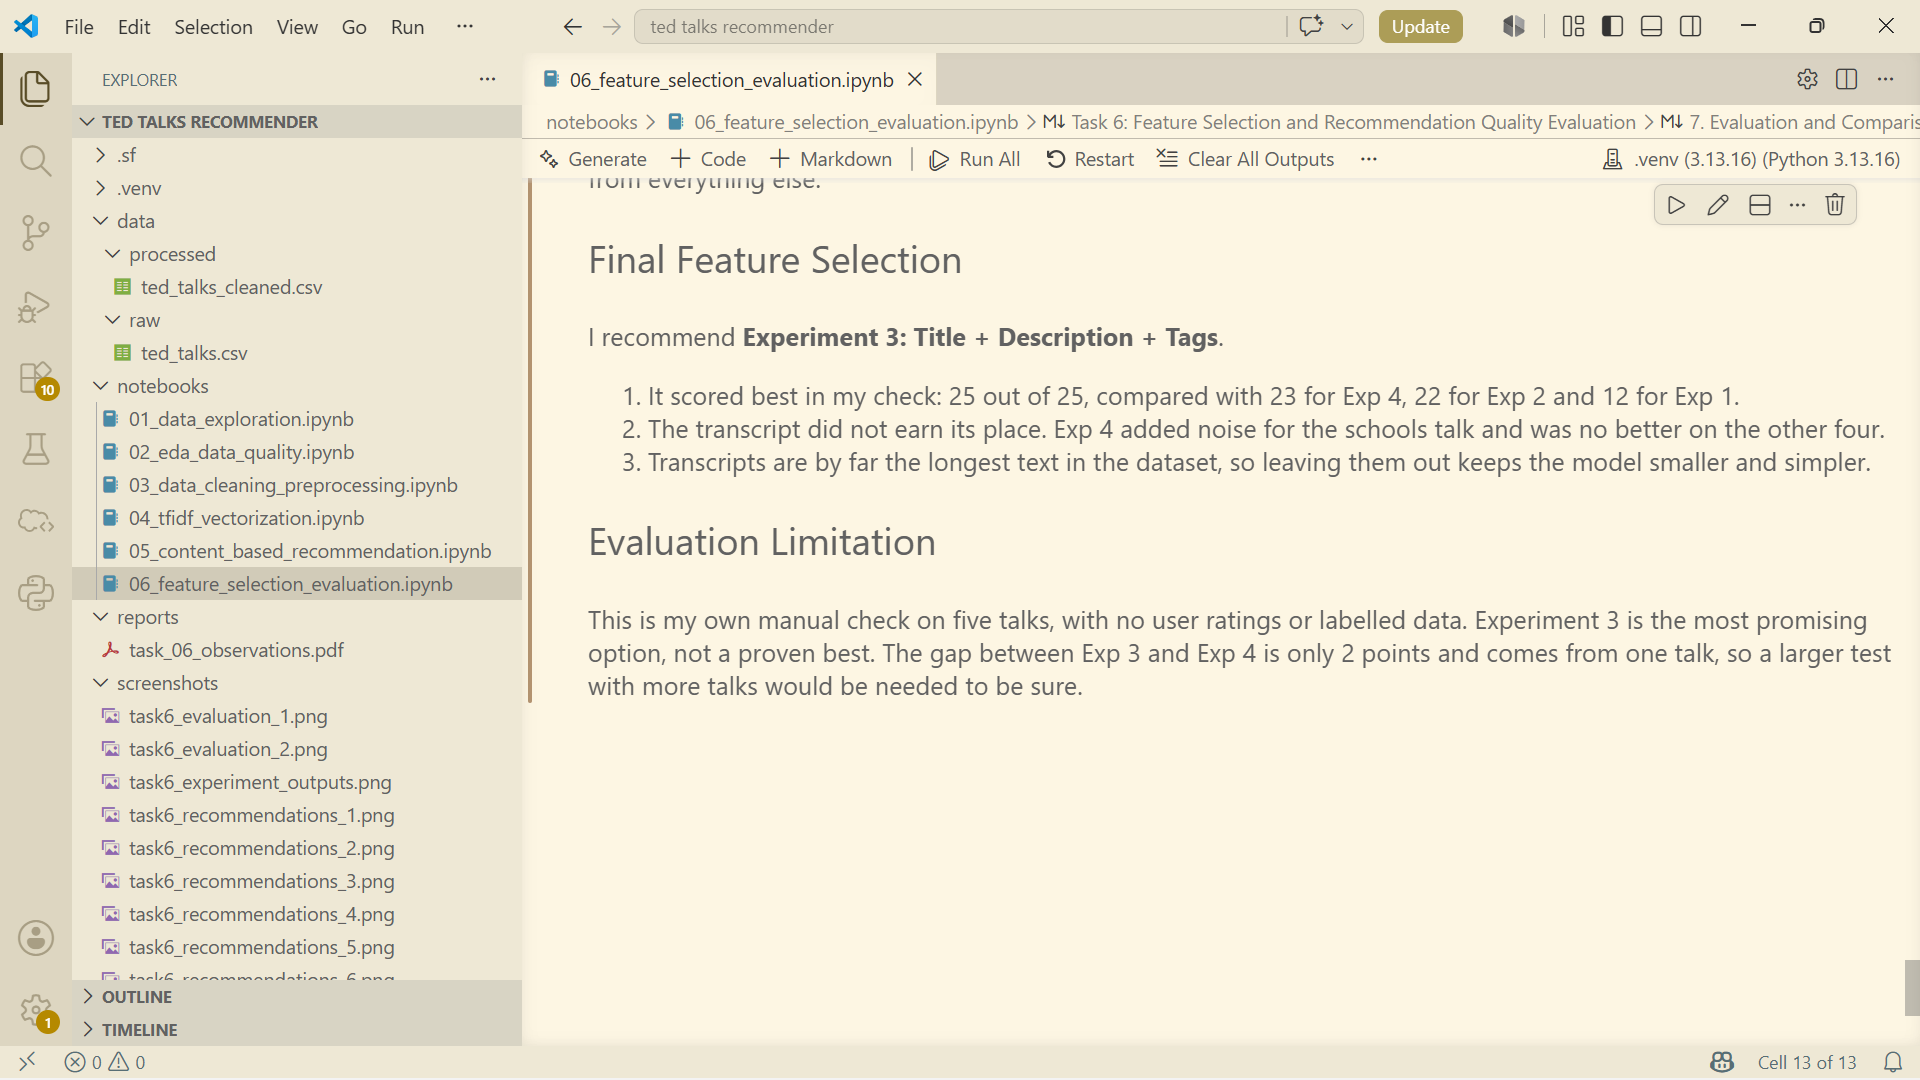 File Edit Selection View Go Run ···
ted talks recommender
Update
EXPLORER
TED TALKS RECOMMENDER
.sf
.venv
data
processed
ted_talks_cleaned.csv
raw
ted_talks.csv
notebooks
01_data_exploration.ipynb
02_eda_data_quality.ipynb
03_data_cleaning_preprocessing.ipynb
04_tfidf_vectorization.ipynb
05_content_based_recommendation.ipynb
06_feature_selection_evaluation.ipynb
reports
task_06_observations.pdf
screenshots
task6_evaluation_1.png
task6_evaluation_2.png
task6_experiment_outputs.png
task6_recommendations_1.png
task6_recommendations_2.png
task6_recommendations_3.png
task6_recommendations_4.png
task6_recommendations_5.png
task6_recommendations_6.png
OUTLINE
TIMELINE
10
1
06_feature_selection_evaluation.ipynb
notebooks > 06_feature_selection_evaluation.ipynb > M↓ Task 6: Feature Selection and Recommendation Quality Evaluation > M↓ 7. Evaluation and Comparis
Generate + Code + Markdown Run All Restart Clear All Outputs ··· .venv (3.13.16) (Python 3.13.16)
from everything else.
Final Feature Selection
I recommend Experiment 3: Title + Description + Tags.
1. It scored best in my check: 25 out of 25, compared with 23 for Exp 4, 22 for Exp 2 and 12 for Exp 1.
2. The transcript did not earn its place. Exp 4 added noise for the schools talk and was no better on the other four.
3. Transcripts are by far the longest text in the dataset, so leaving them out keeps the model smaller and simpler.
Evaluation Limitation
This is my own manual check on five talks, with no user ratings or labelled data. Experiment 3 is the most promising
option, not a proven best. The gap between Exp 3 and Exp 4 is only 2 points and comes from one talk, so a larger test
with more talks would be needed to be sure.
0 0
Cell 13 of 13